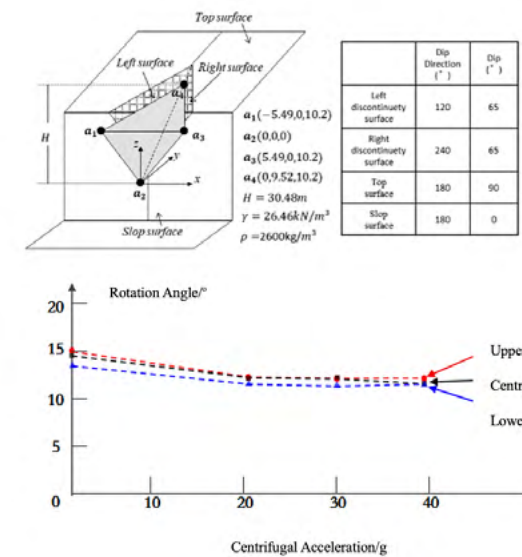 Top surface
Left surface
Right surface
a₄
a₁
a₃
H
z
y
x
a₂
Slop surface
a₁(−5.49,0,10.2)
a₂(0,0,0)
a₃(5.49,0,10.2)
a₄(0,9.52,10.2)
H = 30.48m
γ = 26.46kN/m³
ρ =2600kg/m³
Dip Direction (°) Dip (°)
Left discontinuety surface 120 65
Right discontinuety surface 240 65
Top surface 180 90
Slop surface 180 0
Rotation Angle/°
20
15
10
5
0
10 20 30 40
Uppe
Centr
Lowe
Centrifugal Acceleration/g